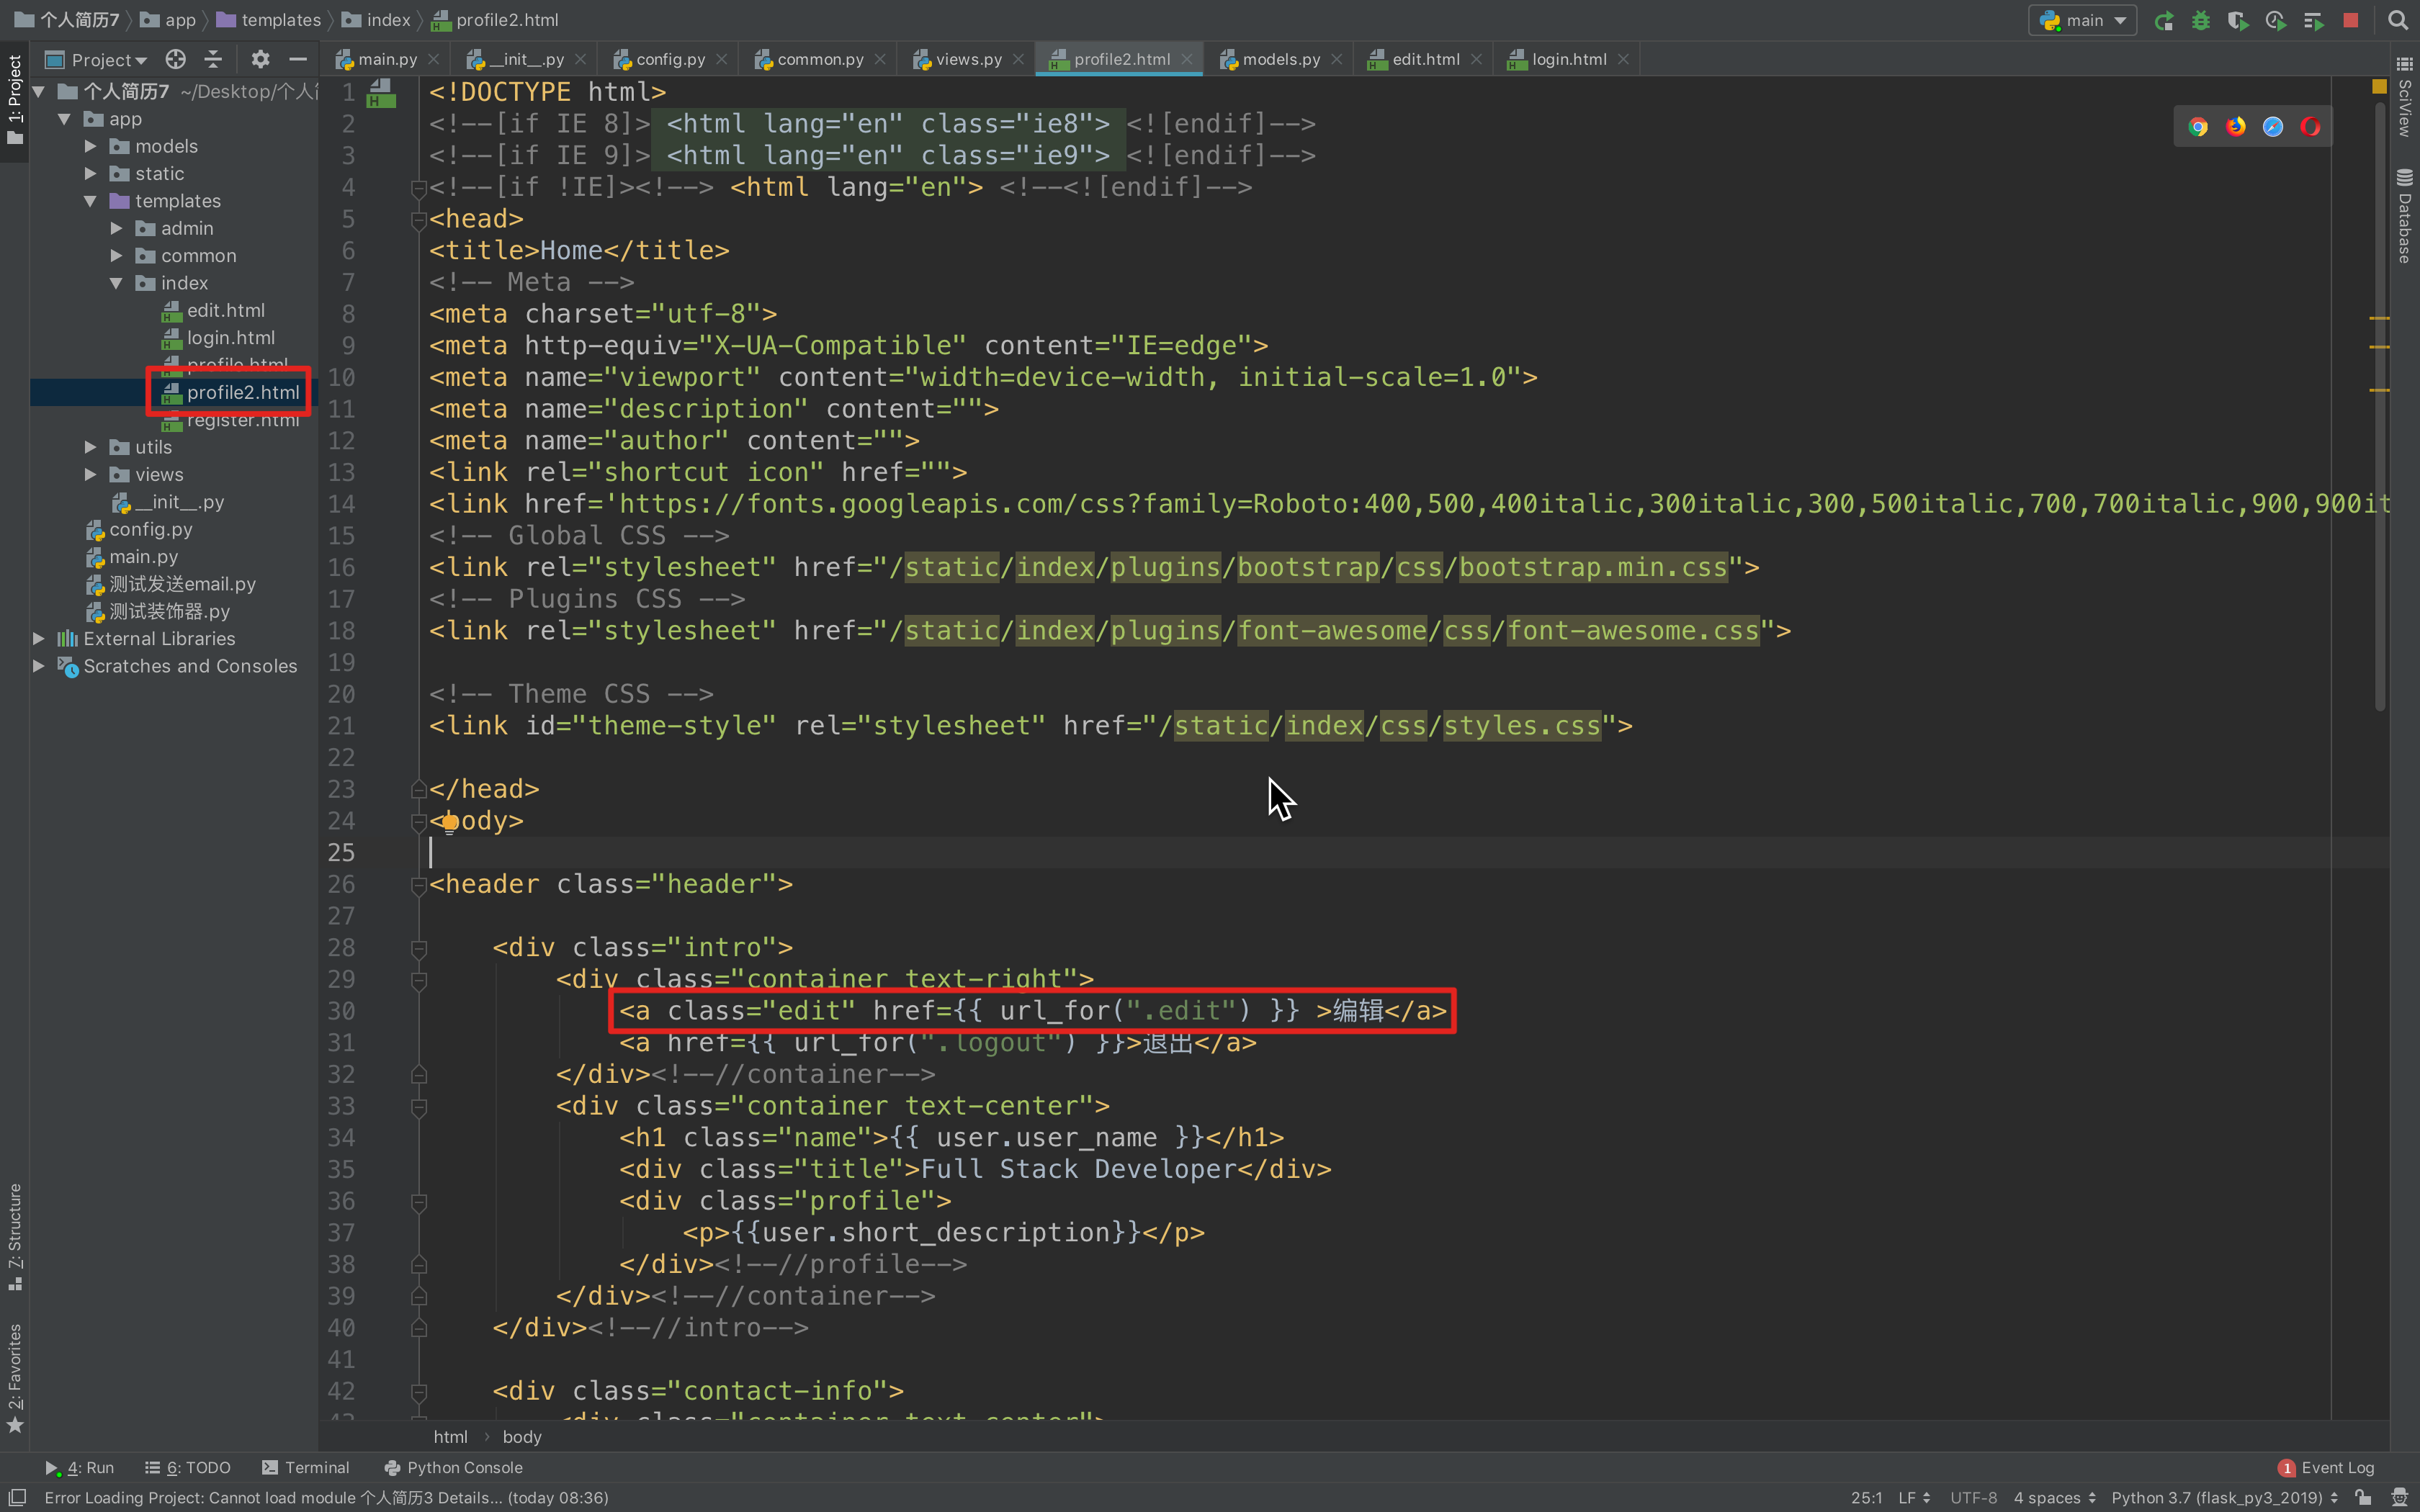 个人简历7 app templates index profile2.html main
Project
main.py __init__.py config.py common.py views.py profile2.html models.py edit.html login.html
1: Project
7: Structure
2: Favorites
SciView
Database
个人简历7 ~/Desktop/个人
app
models
static
templates
admin
common
index
edit.html
login.html
profile.html
profile2.html
register.html
utils
views
__init__.py
config.py
main.py
测试发送email.py
测试装饰器.py
External Libraries
Scratches and Consoles
1 <!DOCTYPE html>
2 <!--[if IE 8]> <html lang="en" class="ie8"> <![endif]-->
3 <!--[if IE 9]> <html lang="en" class="ie9"> <![endif]-->
4 <!--[if !IE]><!--> <html lang="en"> <!--<![endif]-->
5 <head>
6 <title>Home</title>
7 <!-- Meta -->
8 <meta charset="utf-8">
9 <meta http-equiv="X-UA-Compatible" content="IE=edge">
10 <meta name="viewport" content="width=device-width, initial-scale=1.0">
11 <meta name="description" content="">
12 <meta name="author" content="">
13 <link rel="shortcut icon" href="">
14 <link href='https://fonts.googleapis.com/css?family=Roboto:400,500,400italic,300italic,300,500italic,700,700italic,900,900it
15 <!-- Global CSS -->
16 <link rel="stylesheet" href="/static/index/plugins/bootstrap/css/bootstrap.min.css">
17 <!-- Plugins CSS -->
18 <link rel="stylesheet" href="/static/index/plugins/font-awesome/css/font-awesome.css">
19
20 <!-- Theme CSS -->
21 <link id="theme-style" rel="stylesheet" href="/static/index/css/styles.css">
22
23 </head>
24 <body>
25
26 <header class="header">
27
28 <div class="intro">
29 <div class="container text-right">
30 <a class="edit" href={{ url_for(".edit") }} >编辑</a>
31 <a href={{ url_for(".logout") }}>退出</a>
32 </div><!--//container-->
33 <div class="container text-center">
34 <h1 class="name">{{ user.user_name }}</h1>
35 <div class="title">Full Stack Developer</div>
36 <div class="profile">
37 <p>{{user.short_description}}</p>
38 </div><!--//profile-->
39 </div><!--//container-->
40 </div><!--//intro-->
41
42 <div class="contact-info">
43 <div class="container text-center">
html body
4: Run 6: TODO Terminal Python Console 1 Event Log
Error Loading Project: Cannot load module 个人简历3 Details... (today 08:36) 25:1 LF UTF-8 4 spaces Python 3.7 (flask_py3_2019)